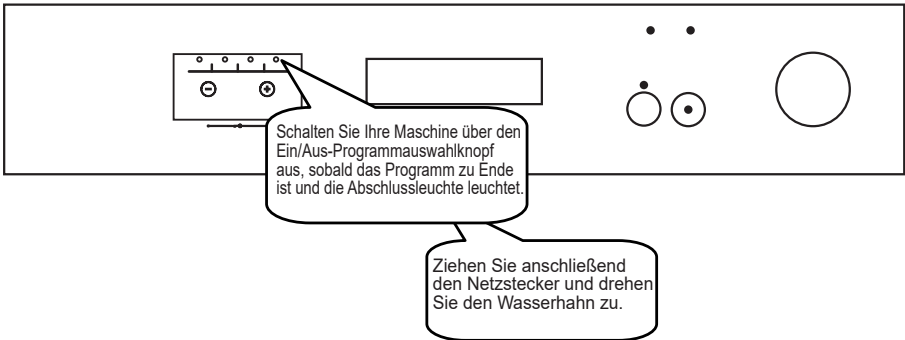 Schalten Sie Ihre Maschine über den
Ein/Aus-Programmauswahlknopf
aus, sobald das Programm zu Ende
ist und die Abschlussleuchte leuchtet.
Ziehen Sie anschließend
den Netzstecker und drehen
Sie den Wasserhahn zu.